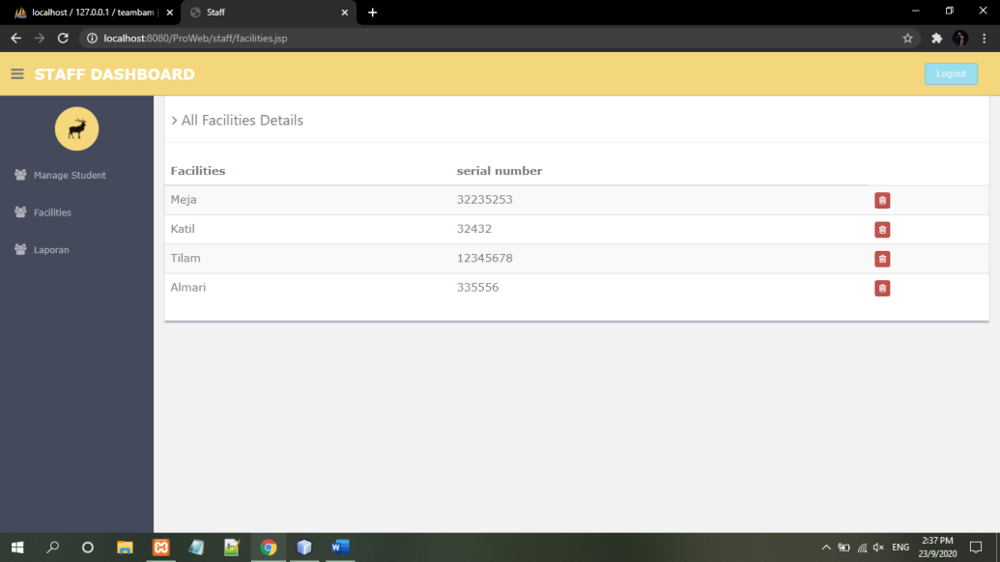 localhost / 127.0.0.1 / teambam
Staff
localhost:8080/ProWeb/staff/facilities.jsp
STAFF DASHBOARD
Logout
> All Facilities Details
Manage Student
Facilities
Laporan
Facilities serial number
Meja 32235253
Katil 32432
Tilam 12345678
Almari 335556
ENG
2:37 PM
23/9/2020